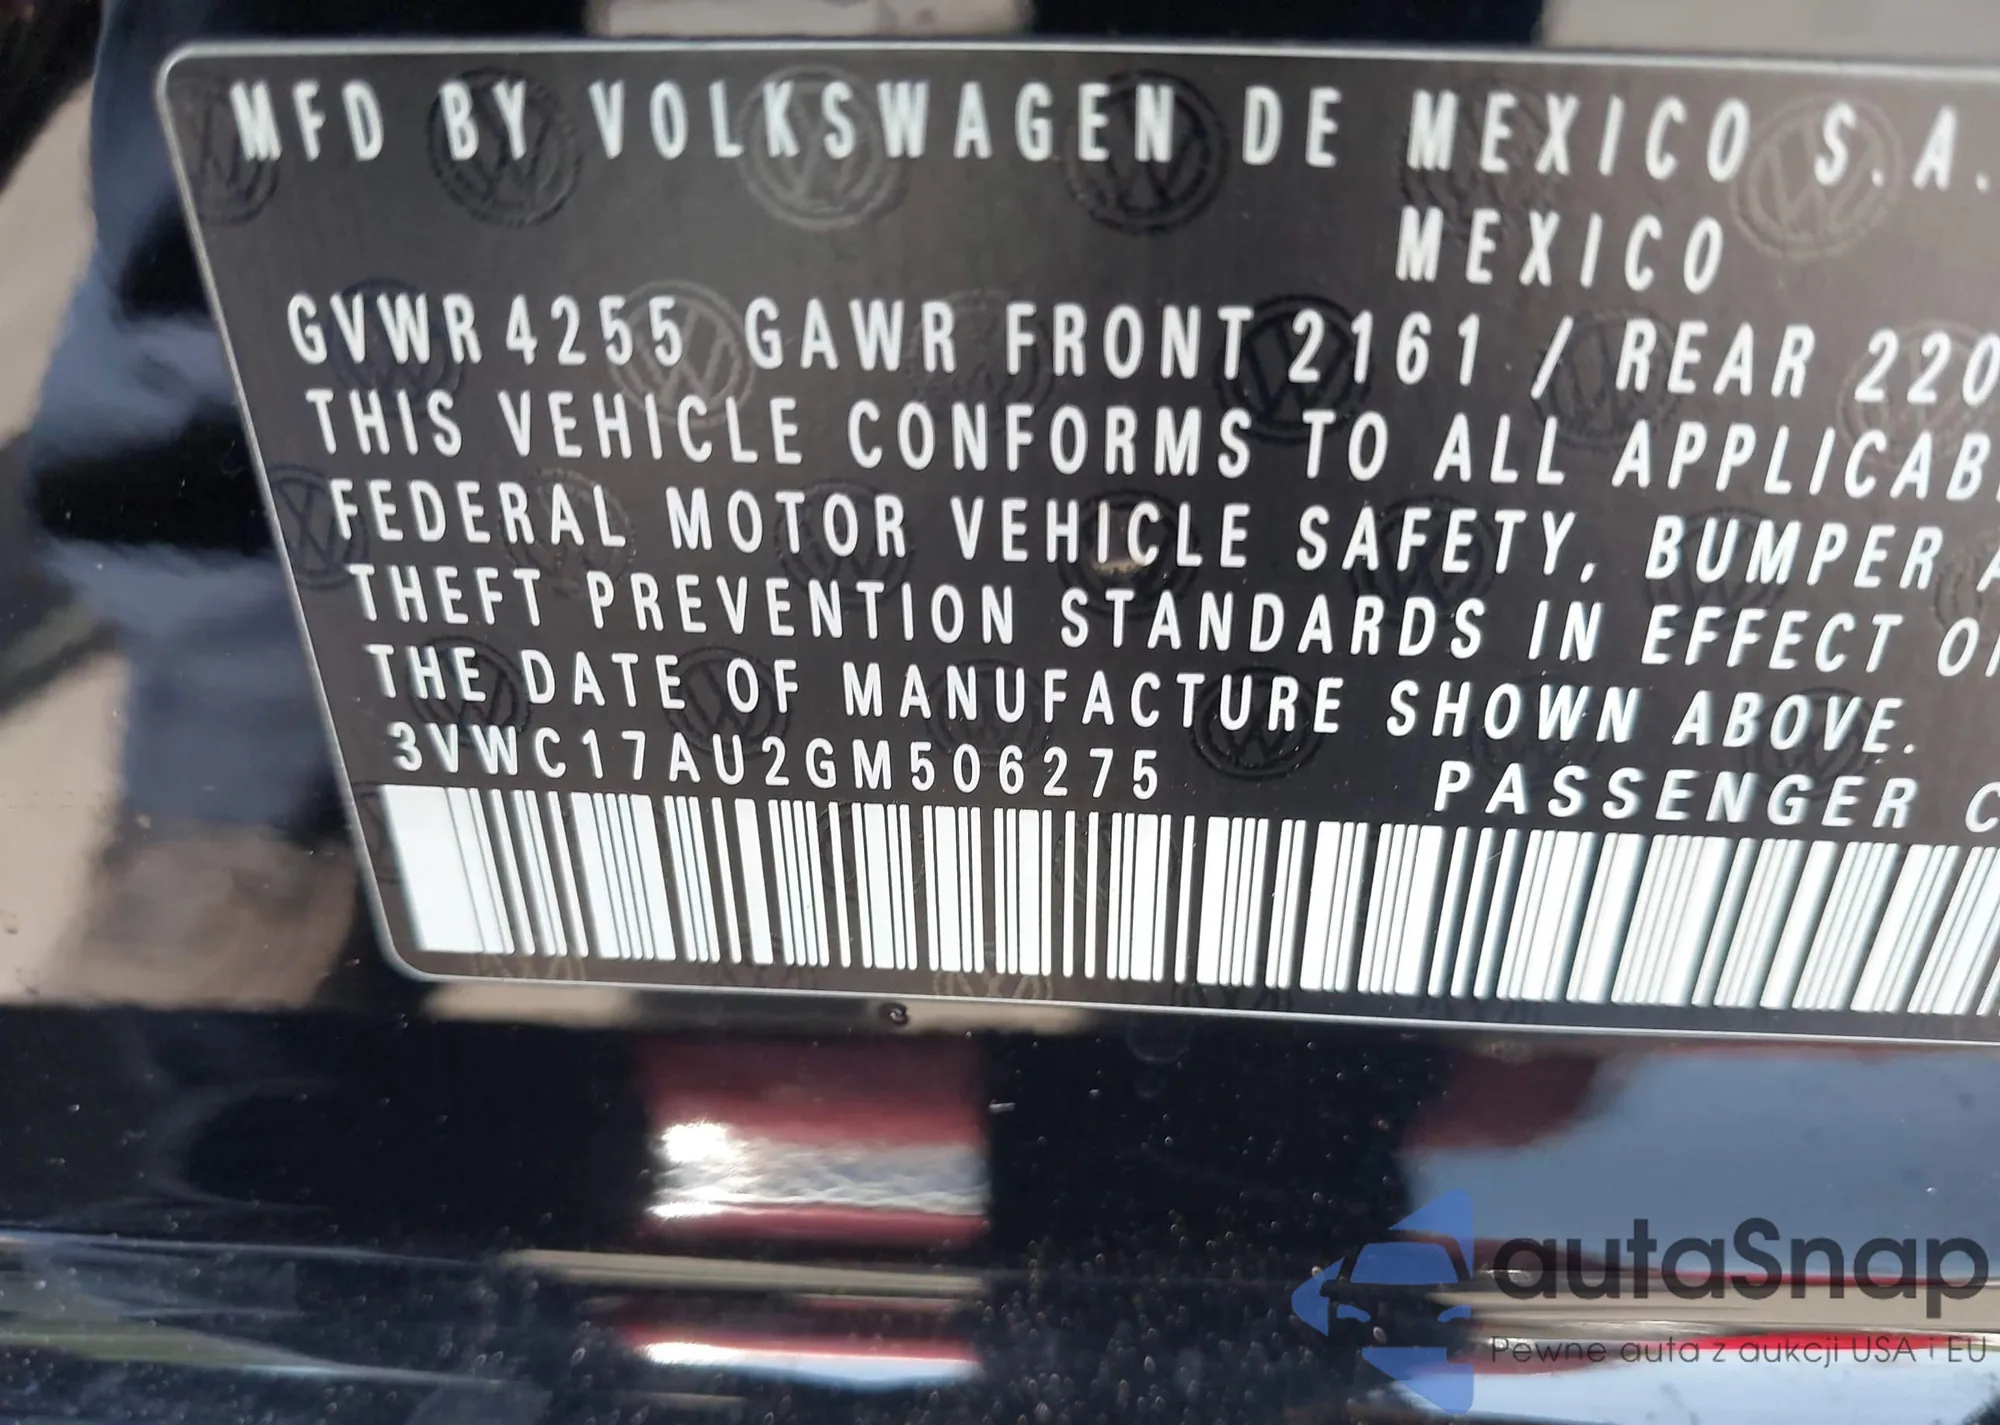 MFD BY VOLKSWAGEN DE MEXICO S.A.
MEXICO
GVWR 4255 GAWR FRONT 2161 / REAR 220
THIS VEHICLE CONFORMS TO ALL APPLICAB
FEDERAL MOTOR VEHICLE SAFETY, BUMPER A
THEFT PREVENTION STANDARDS IN EFFECT O
THE DATE OF MANUFACTURE SHOWN ABOVE.
3VWC17AU2GM506275 PASSENGER C
autaSnap
Pewne auta z aukcji USA i EU